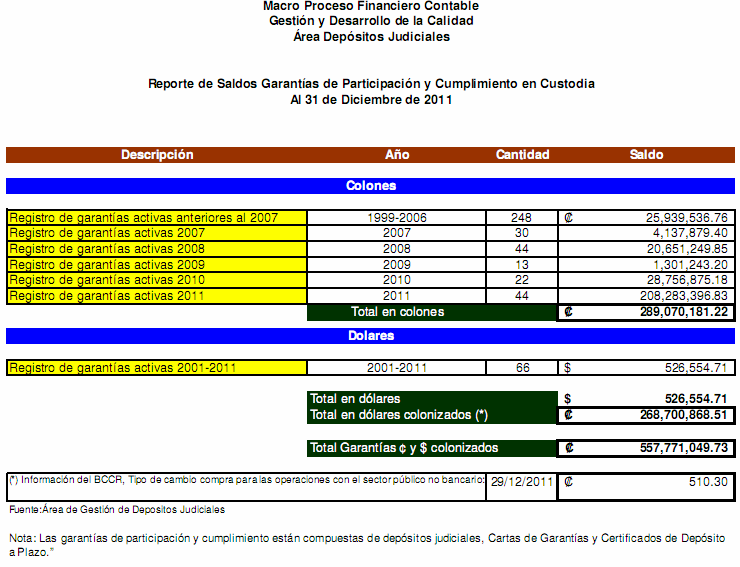 Macro Proceso Financiero Contable
Gestión y Desarrollo de la Calidad
Área Depósitos Judiciales
Reporte de Saldos Garantías de Participación y Cumplimiento en Custodia
Al 31 de Diciembre de 2011
Descripción Año Cantidad Saldo
Colones
Registro de garantías activas anteriores al 2007 1999-2006 248 ₡ 25,939,536.76
Registro de garantías activas 2007 2007 30 4,137,879.40
Registro de garantías activas 2008 2008 44 20,651,249.85
Registro de garantías activas 2009 2009 13 1,301,243.20
Registro de garantías activas 2010 2010 22 28,756,875.18
Registro de garantías activas 2011 2011 44 208,283,396.83
Total en colones ₡ 289,070,181.22
Dolares
Registro de garantías activas 2001-2011 2001-2011 66 $ 526,554.71
Total en dólares $ 526,554.71
Total en dólares colonizados (*) ₡ 268,700,868.51
Total Garantías ¢ y $ colonizados ₡ 557,771,049.73
(*) Información del BCCR, Tipo de cambio compra para las operaciones con el sector público no bancario: 29/12/2011 ₡ 510.30
Fuente:Área de Gestión de Depositos Judiciales
Nota: Las garantías de participación y cumplimiento están compuestas de depósitos judiciales, Cartas de Garantías y Certificados de Depósito
a Plazo.”